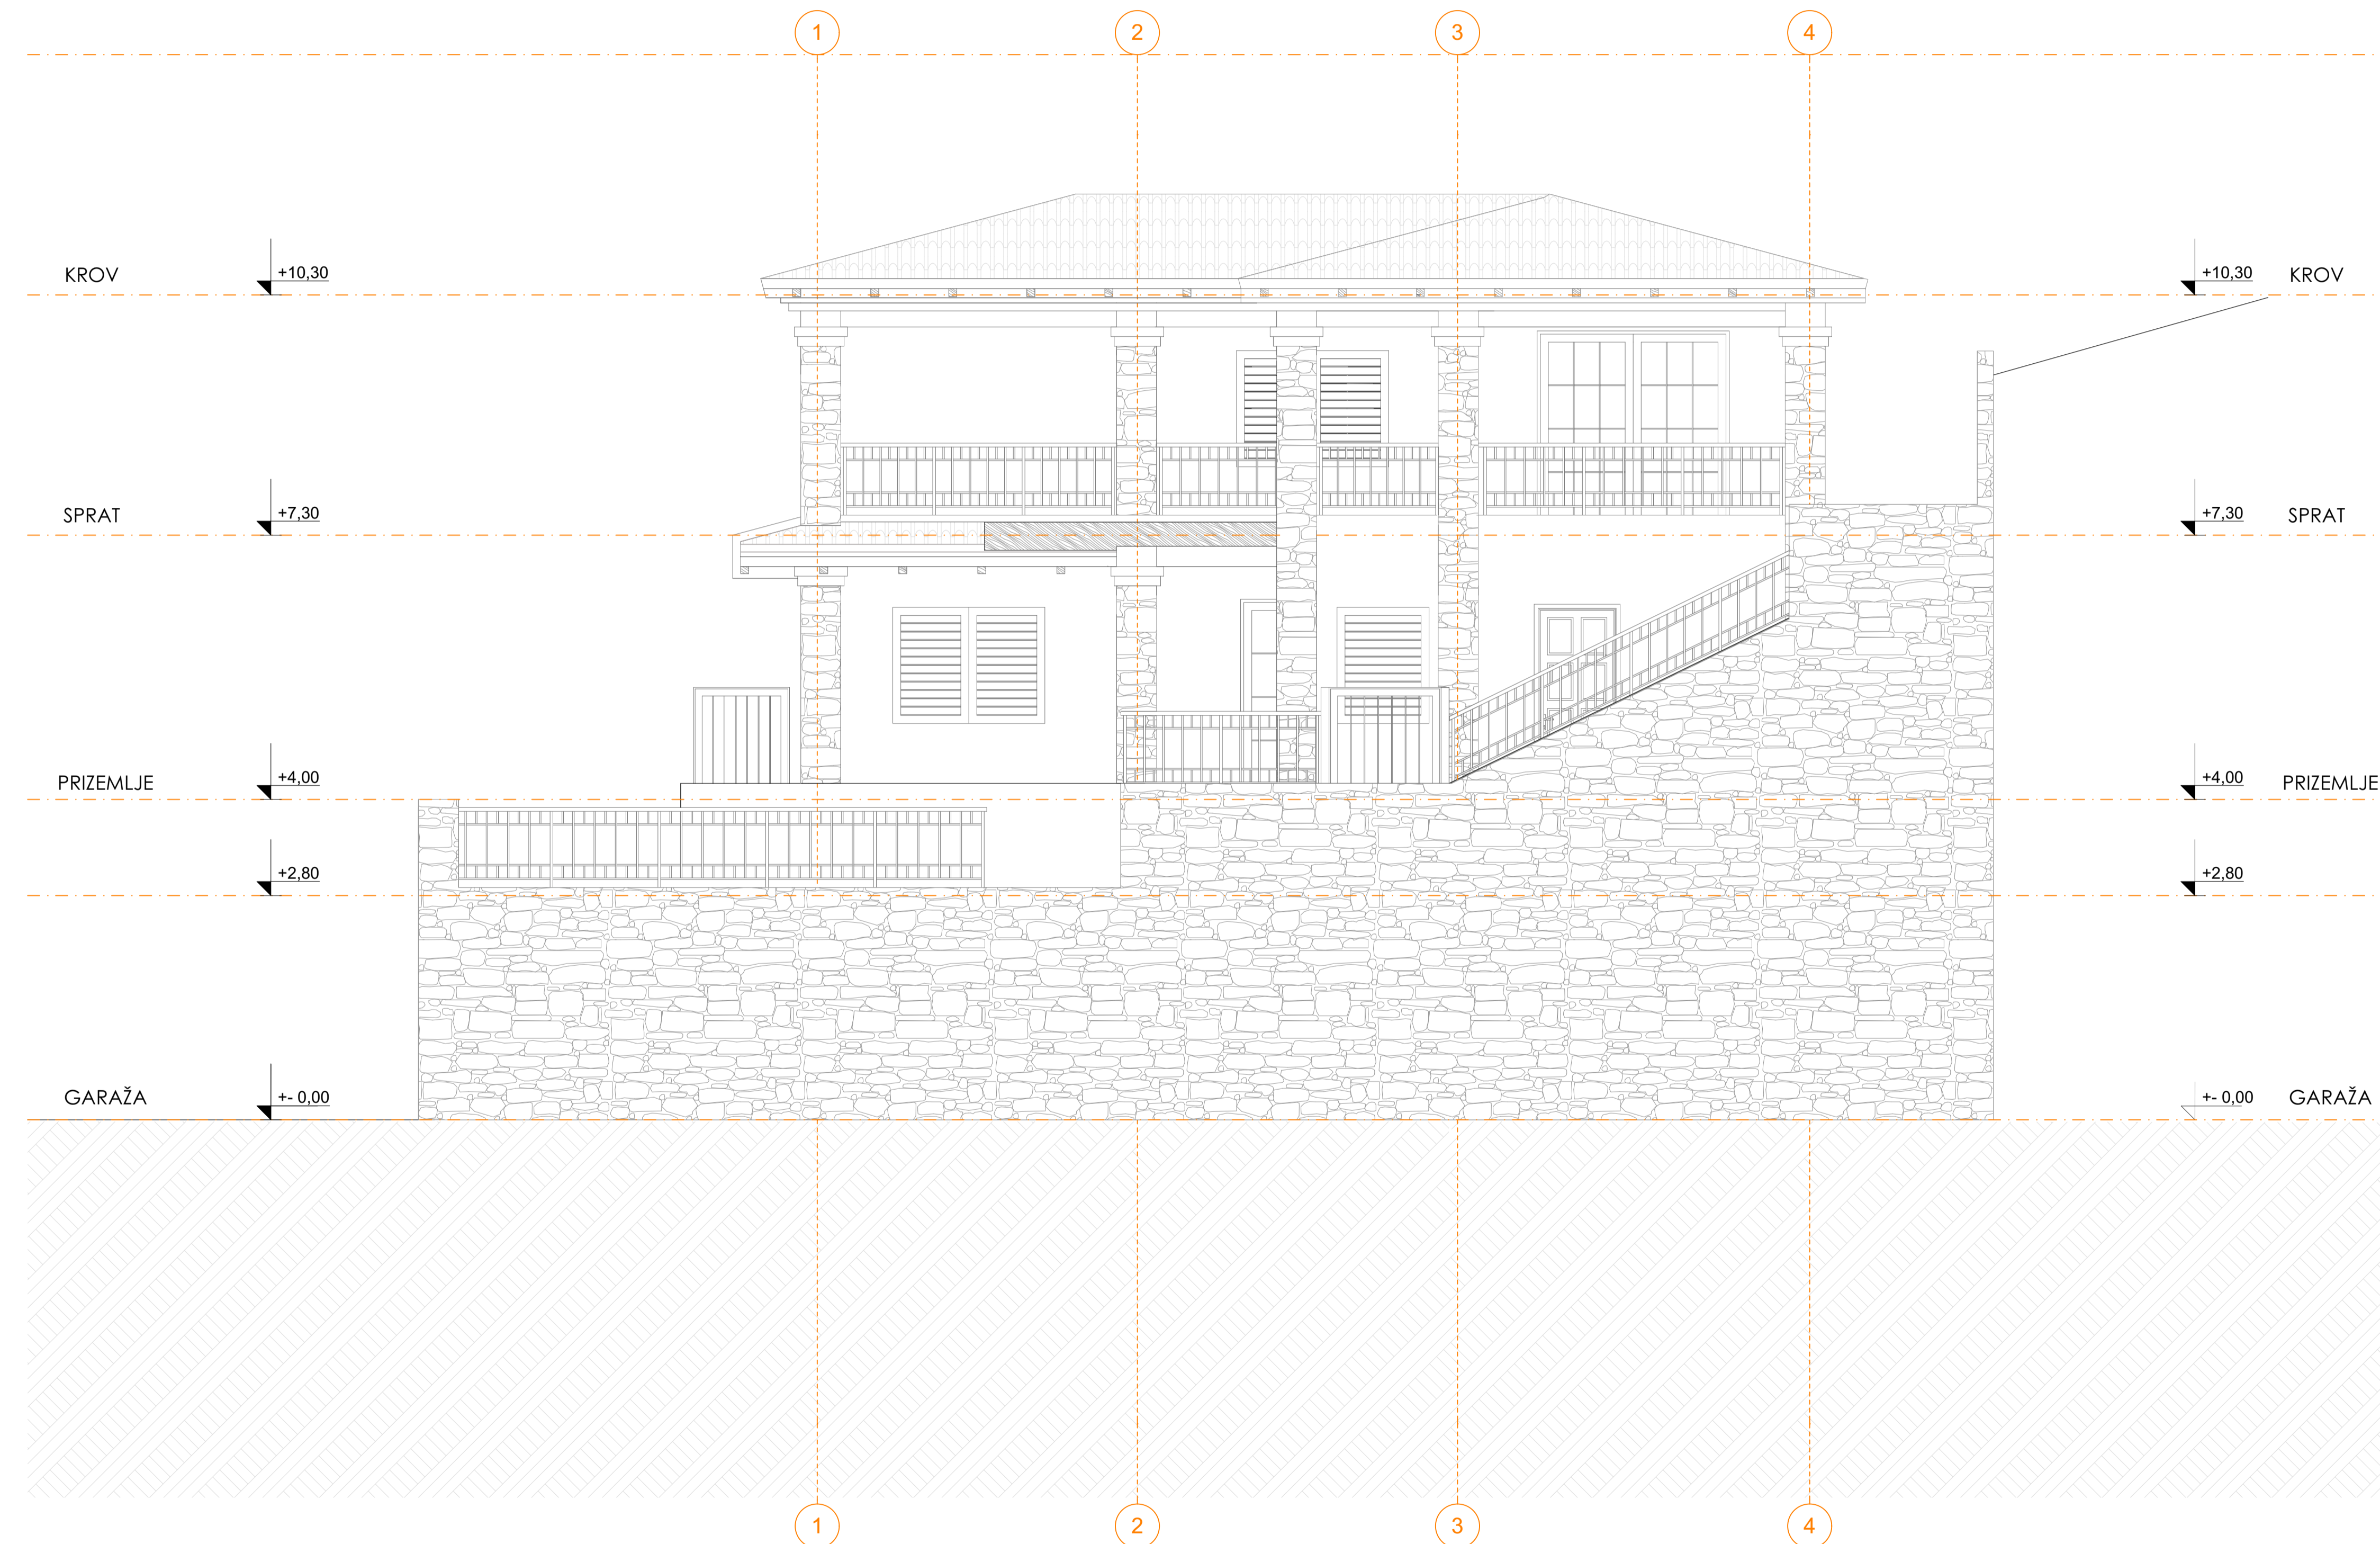 1 2 3 4
KROV +10,30 +10,30 KROV
SPRAT +7,30 +7,30 SPRAT
PRIZEMLJE +4,00 +4,00 PRIZEMLJE
+2,80 +2,80
GARAŽA +- 0,00 +- 0,00 GARAŽA
1 2 3 4